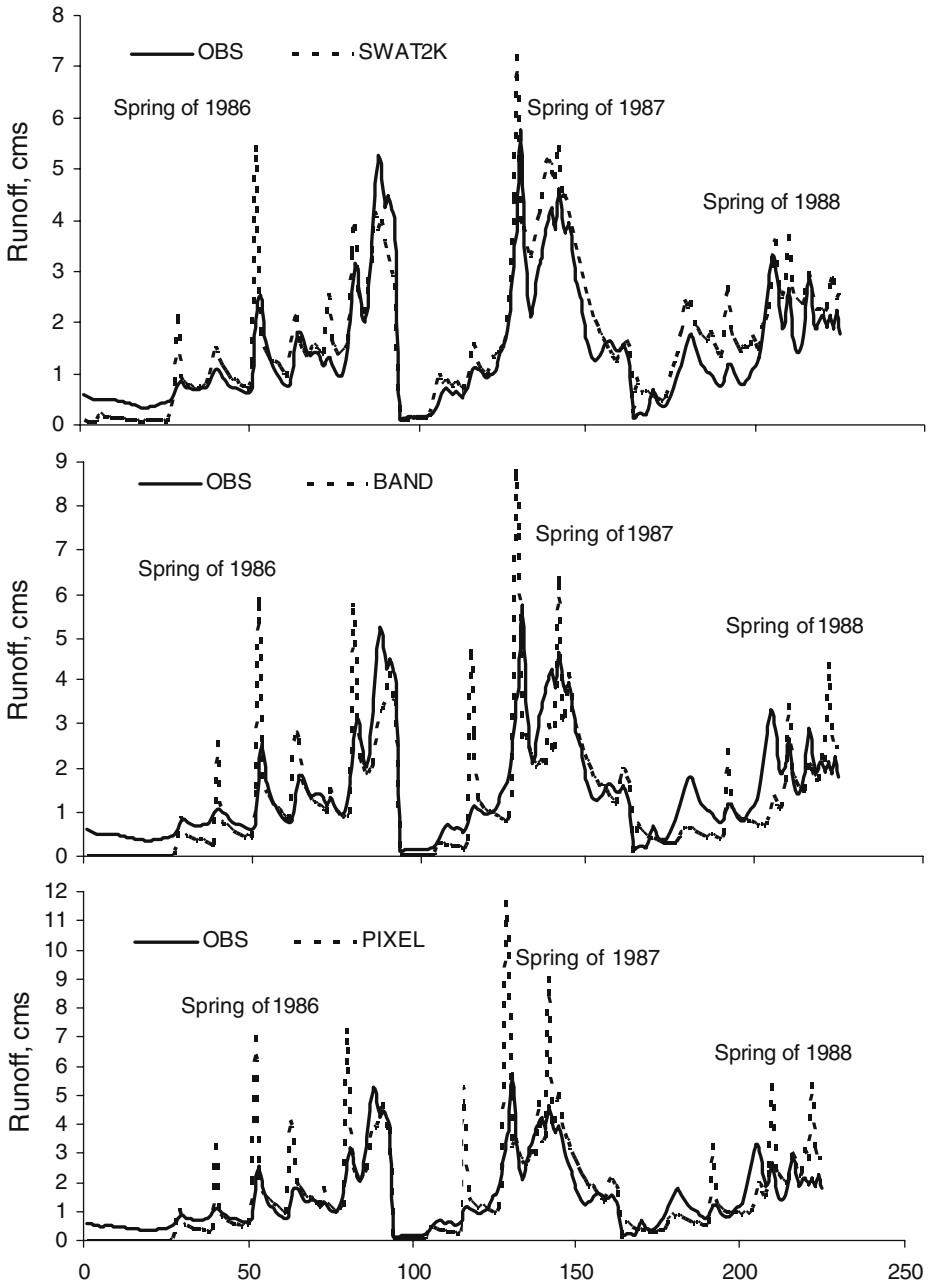 8
OBS SWAT2K
7
Spring of 1986 Spring of 1987
6
5
Spring of 1988
4
3
2
1
0
Runoff, cms
9
OBS BAND
8
Spring of 1987
7
Spring of 1986
6
Spring of 1988
5
4
3
2
1
0
Runoff, cms
12
11
OBS PIXEL
10
Spring of 1987
9
Spring of 1986
8
7
Spring of 1988
6
5
4
3
2
1
0
Runoff, cms
0 50 100 150 200 250